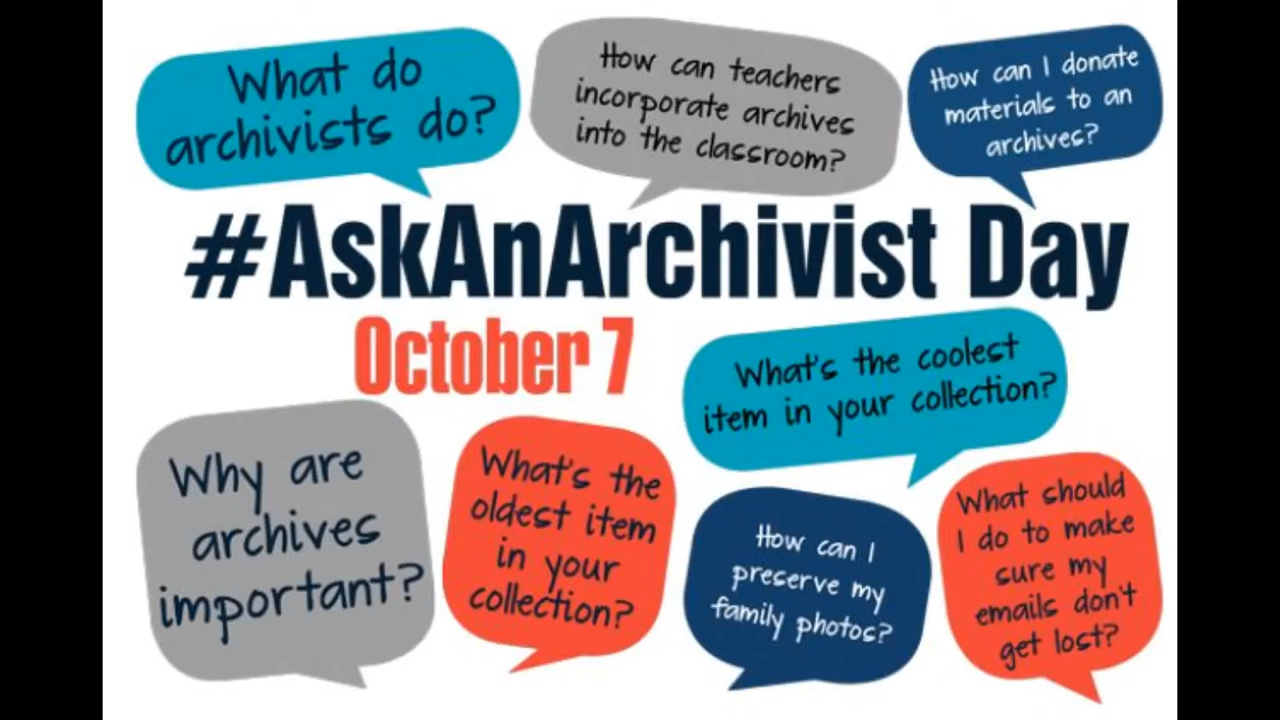 What do
archivists do?
How can teachers
incorporate archives
into the classroom?
How can I donate
materials to an
archives?
#AskAnArchivist Day
October 7
What's the coolest
item in your collection?
Why are
archives
important?
What's the
oldest item
in your
collection?
How can I
preserve my
family photos?
What should
I do to make
sure my
emails don't
get lost?